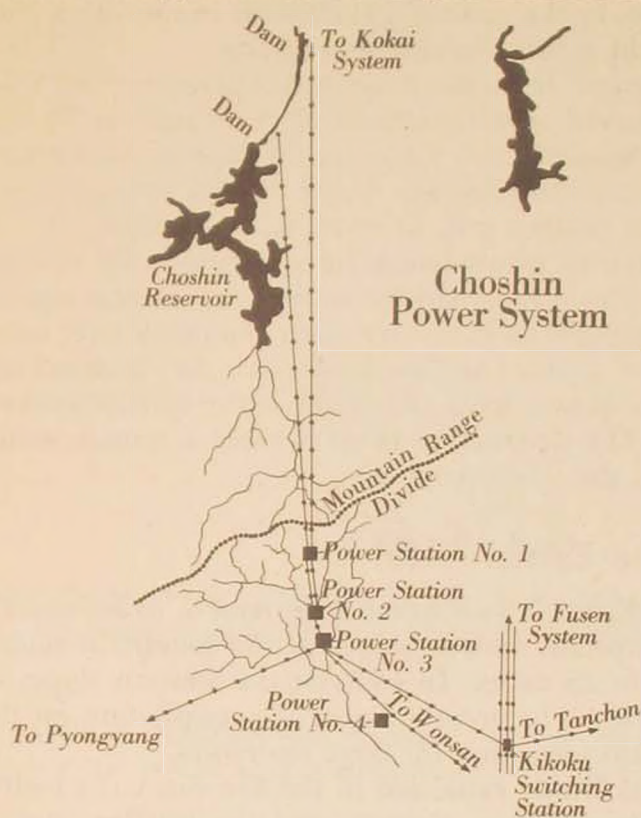 Dam
To Kokai
System
Dam
Choshin
Reservoir
Choshin
Power System
Mountain Range
Divide
Power Station No. 1
Power Station
No. 2
Power Station
No. 3
To Fusen
System
Power
Station No. 4
To Wonsan
To Tanchon
To Pyongyang
Kikoku
Switching
Station